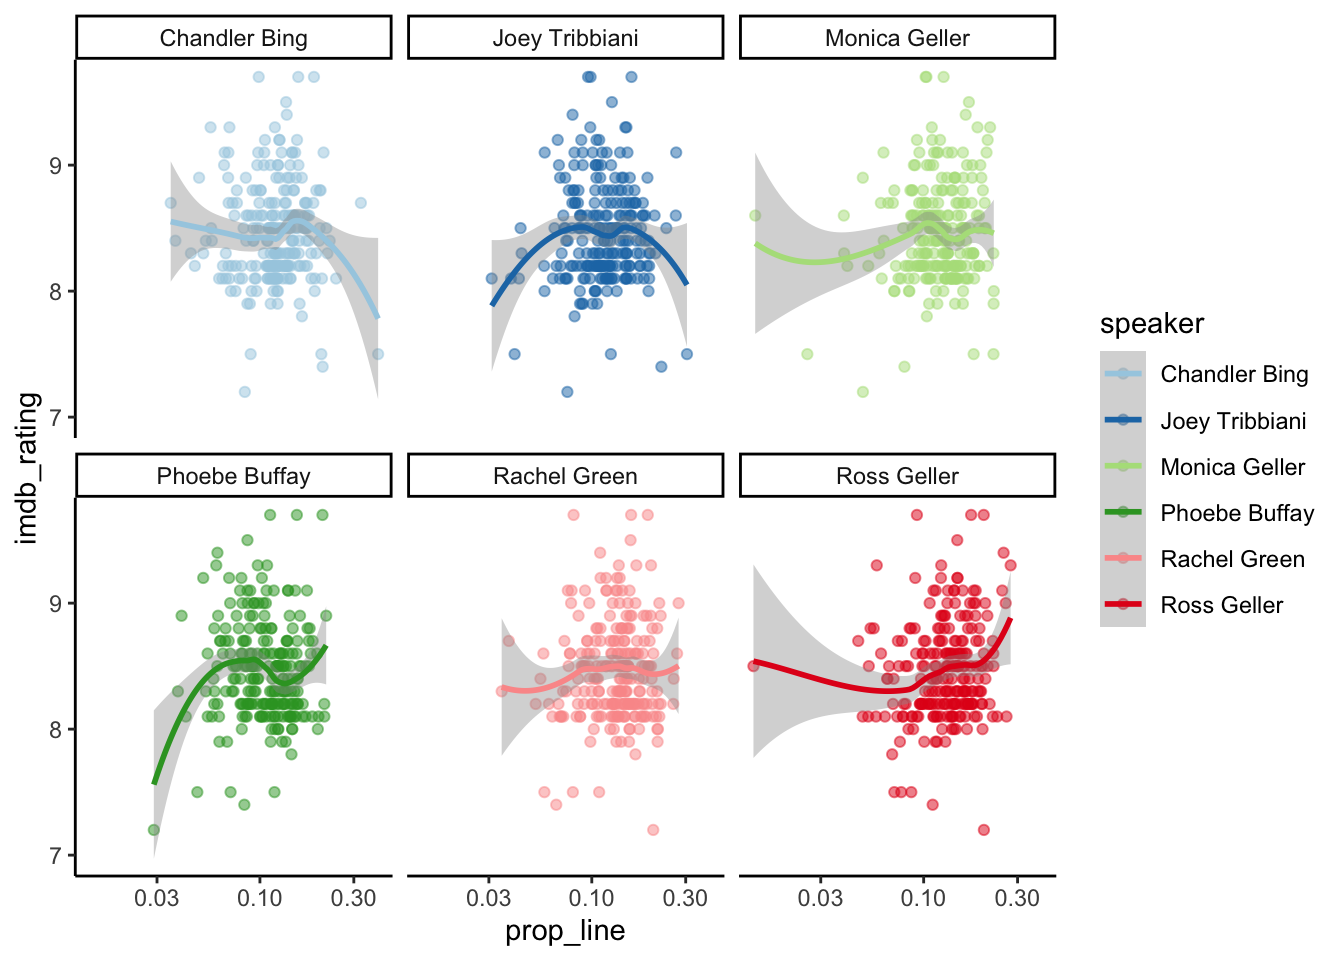 Chandler Bing
Joey Tribbiani
Monica Geller
9
8
7
Phoebe Buffay
Rachel Green
Ross Geller
9
8
7
0.03 0.10 0.30
0.03 0.10 0.30
0.03 0.10 0.30
prop_line
imdb_rating
speaker
Chandler Bing
Joey Tribbiani
Monica Geller
Phoebe Buffay
Rachel Green
Ross Geller